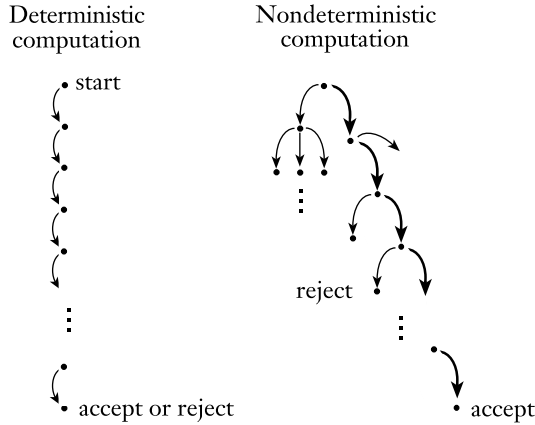 Deterministic
computation
Nondeterministic
computation
start
reject
accept or reject
accept